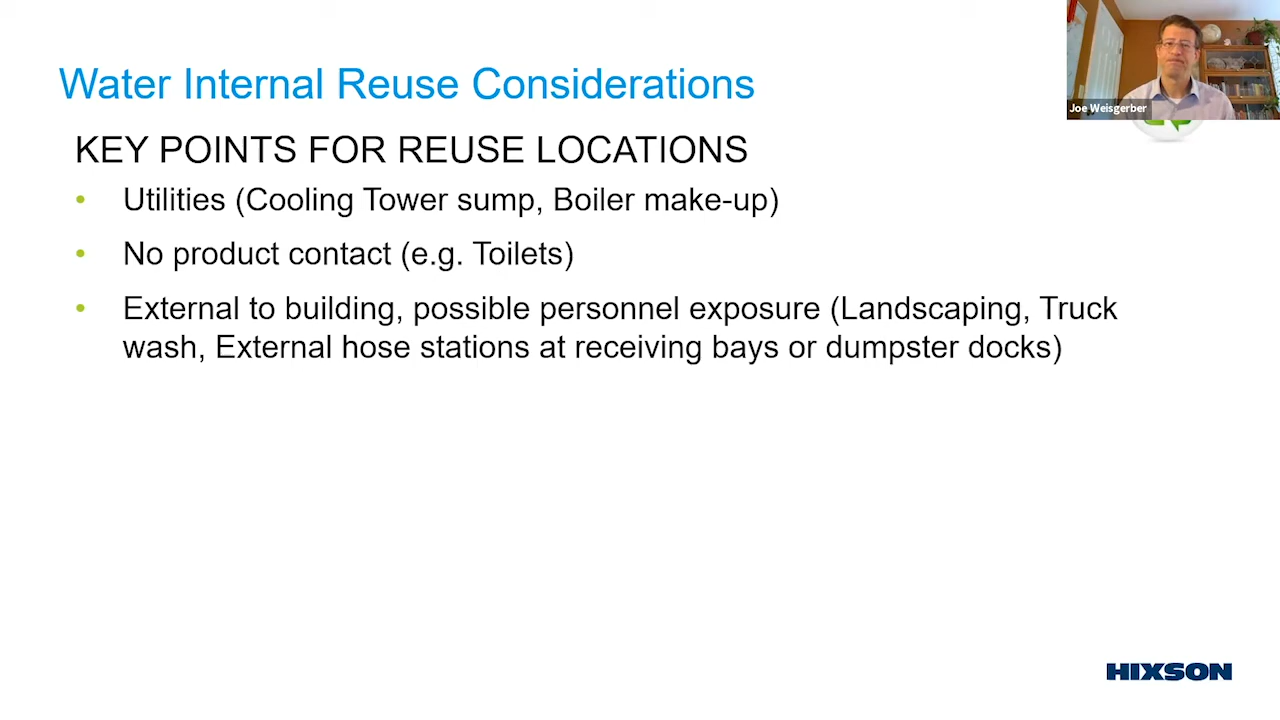 Water Internal Reuse Considerations
Joe Weisgerber
KEY POINTS FOR REUSE LOCATIONS
• Utilities (Cooling Tower sump, Boiler make-up)
• No product contact (e.g. Toilets)
• External to building, possible personnel exposure (Landscaping, Truck
wash, External hose stations at receiving bays or dumpster docks)
HIXSON